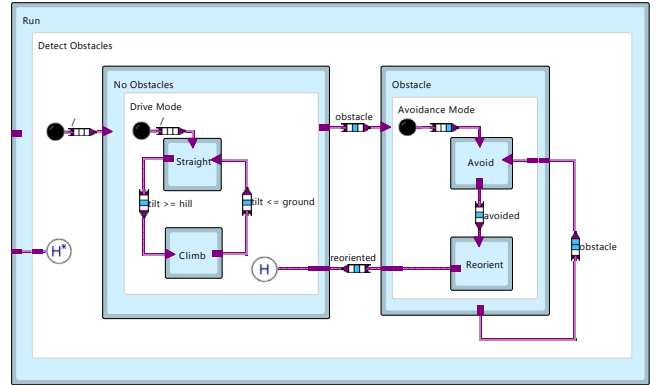 Run
Detect Obstacles
No Obstacles
Obstacle
Drive Mode
Avoidance Mode
/
/
obstacle
Straight
Avoid
tilt >= hill
tilt <= ground
avoided
obstacle
H*
Climb
reoriented
H
Reorient